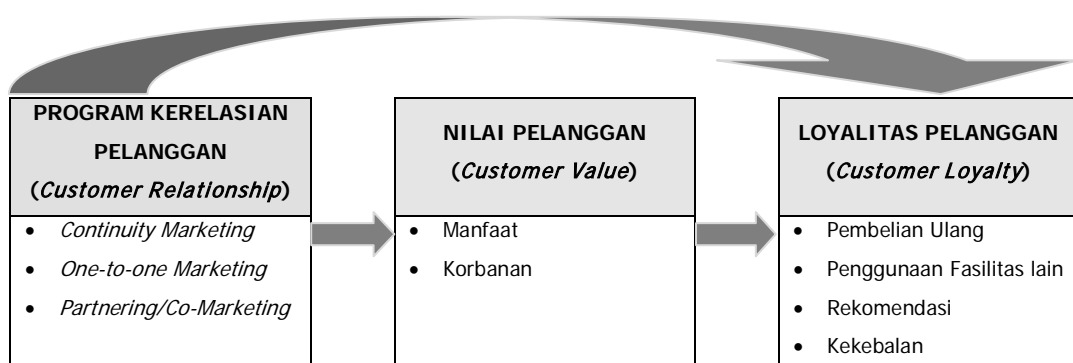 PROGRAM KERELASIAN
PELANGGAN
(Customer Relationship)
• Continuity Marketing
• One-to-one Marketing
• Partnering/Co-Marketing
NILAI PELANGGAN
(Customer Value)
• Manfaat
• Korbanan
LOYALITAS PELANGGAN
(Customer Loyalty)
• Pembelian Ulang
• Penggunaan Fasilitas lain
• Rekomendasi
• Kekebalan